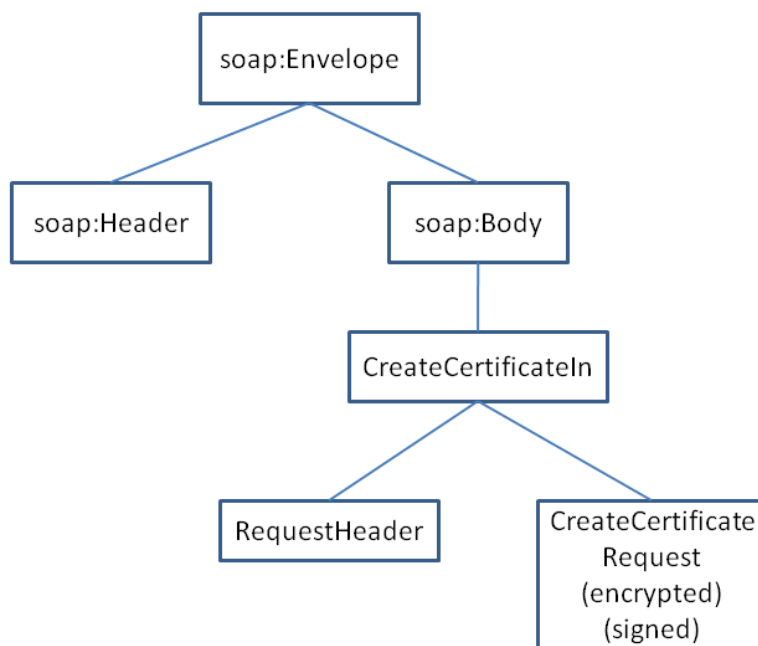 soap:Envelope
soap:Header
soap:Body
CreateCertificateIn
RequestHeader
CreateCertificate
Request
(encrypted)
(signed)